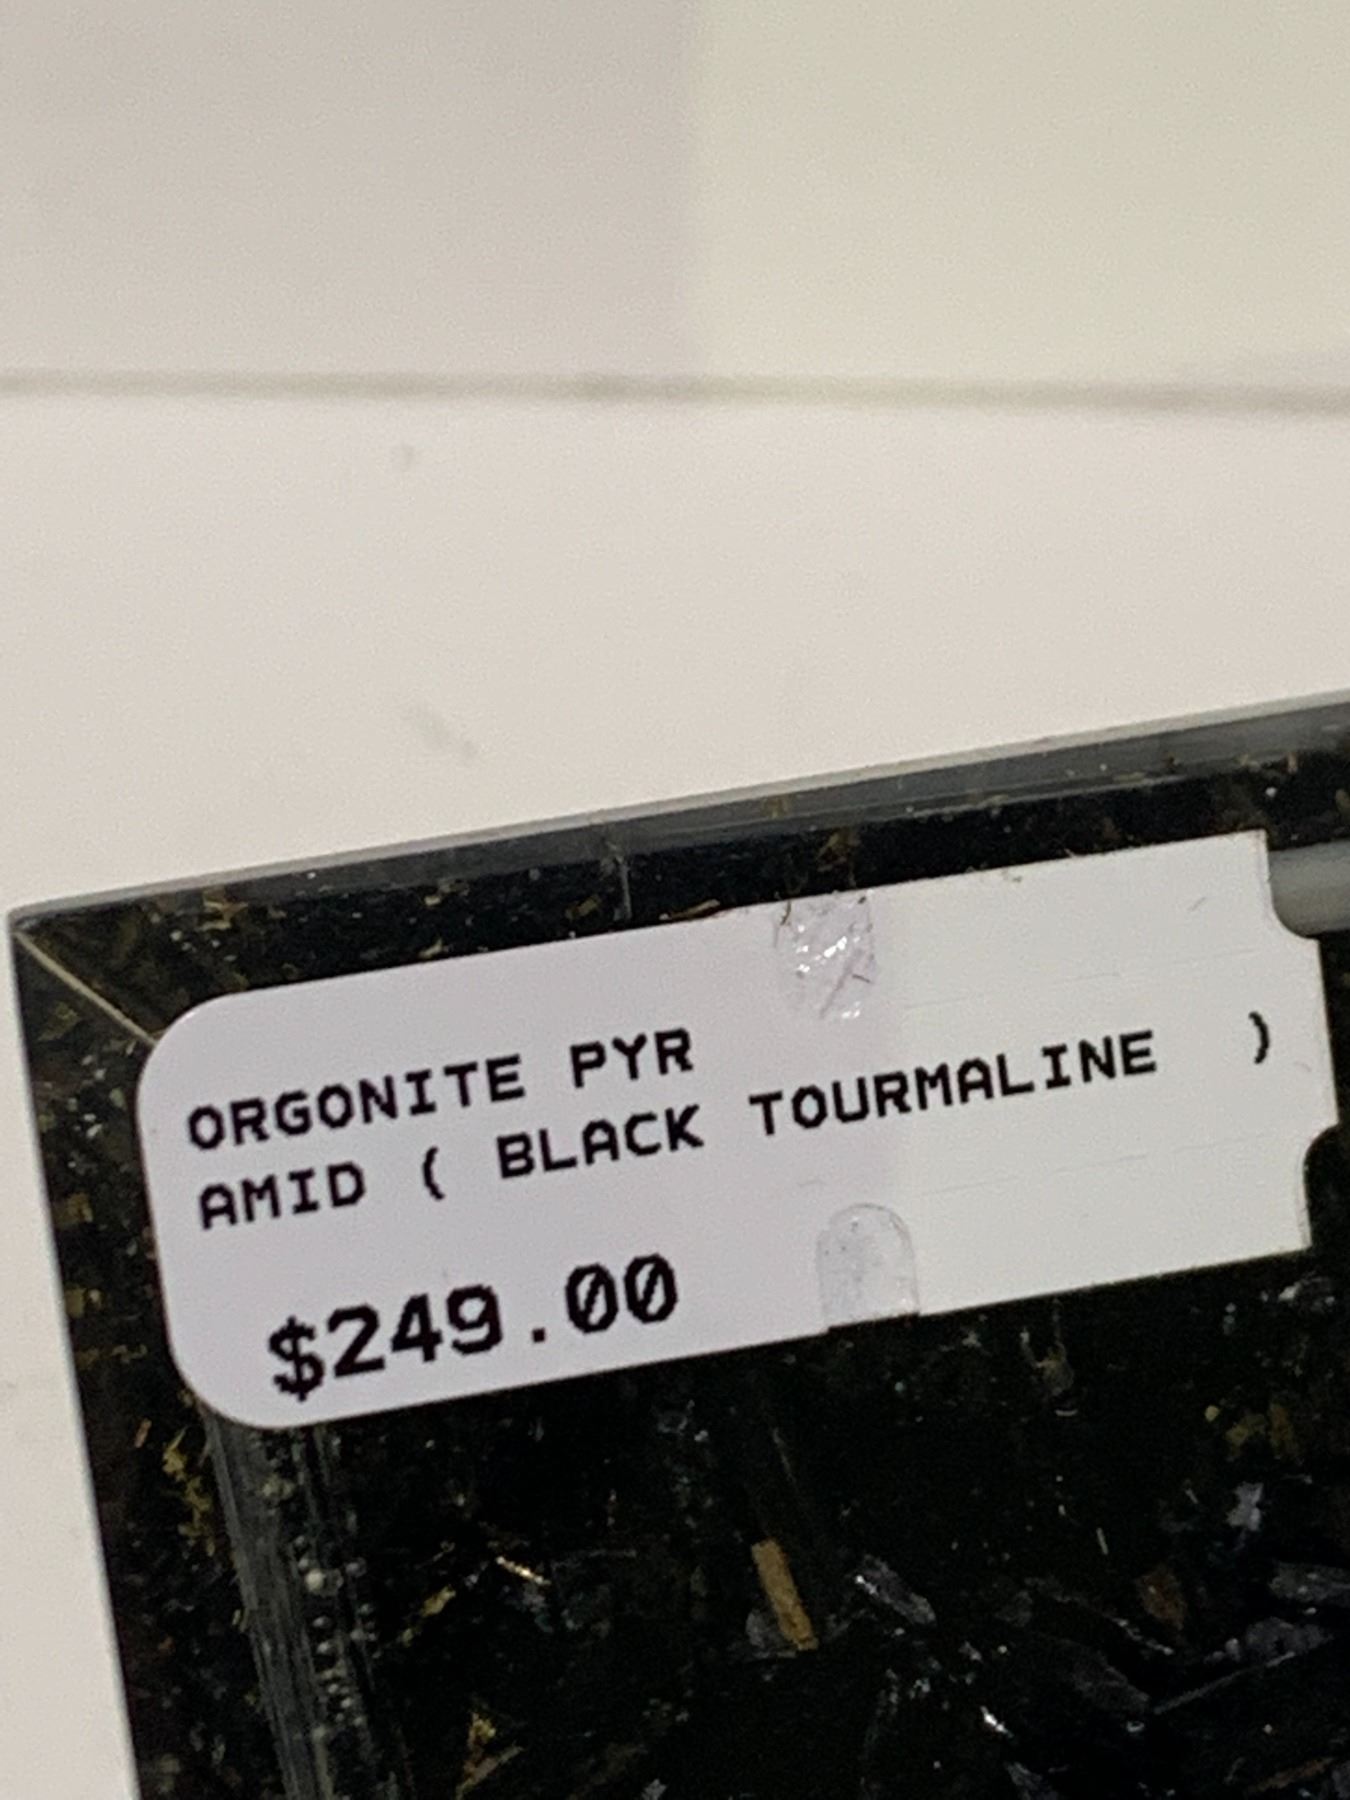 ORGONITE PYR
AMID ( BLACK TOURMALINE )
$249.00